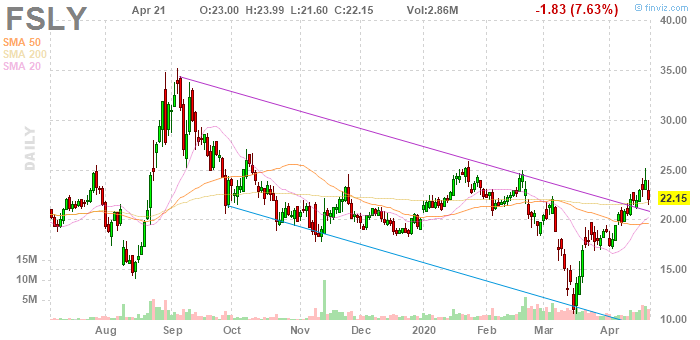 FSLY Apr 21 O:23.00 H:23.99 L:21.60 C:22.15 Vol:2.86M -1.83 (7.63%) © finviz.com
SMA 50
SMA 200
SMA 20
DAILY
40.00
35.00
30.00
25.00
22.15
20.00
15.00
10.00
15M
10M
5M
Aug Sep Oct Nov Dec 2020 Feb Mar Apr